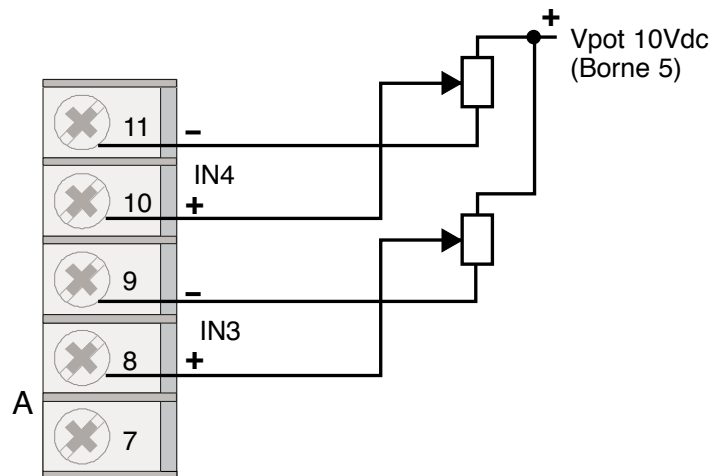 +
Vpot 10Vdc
(Borne 5)
11 −
IN4
10 +
9 −
IN3
8 +
A
7